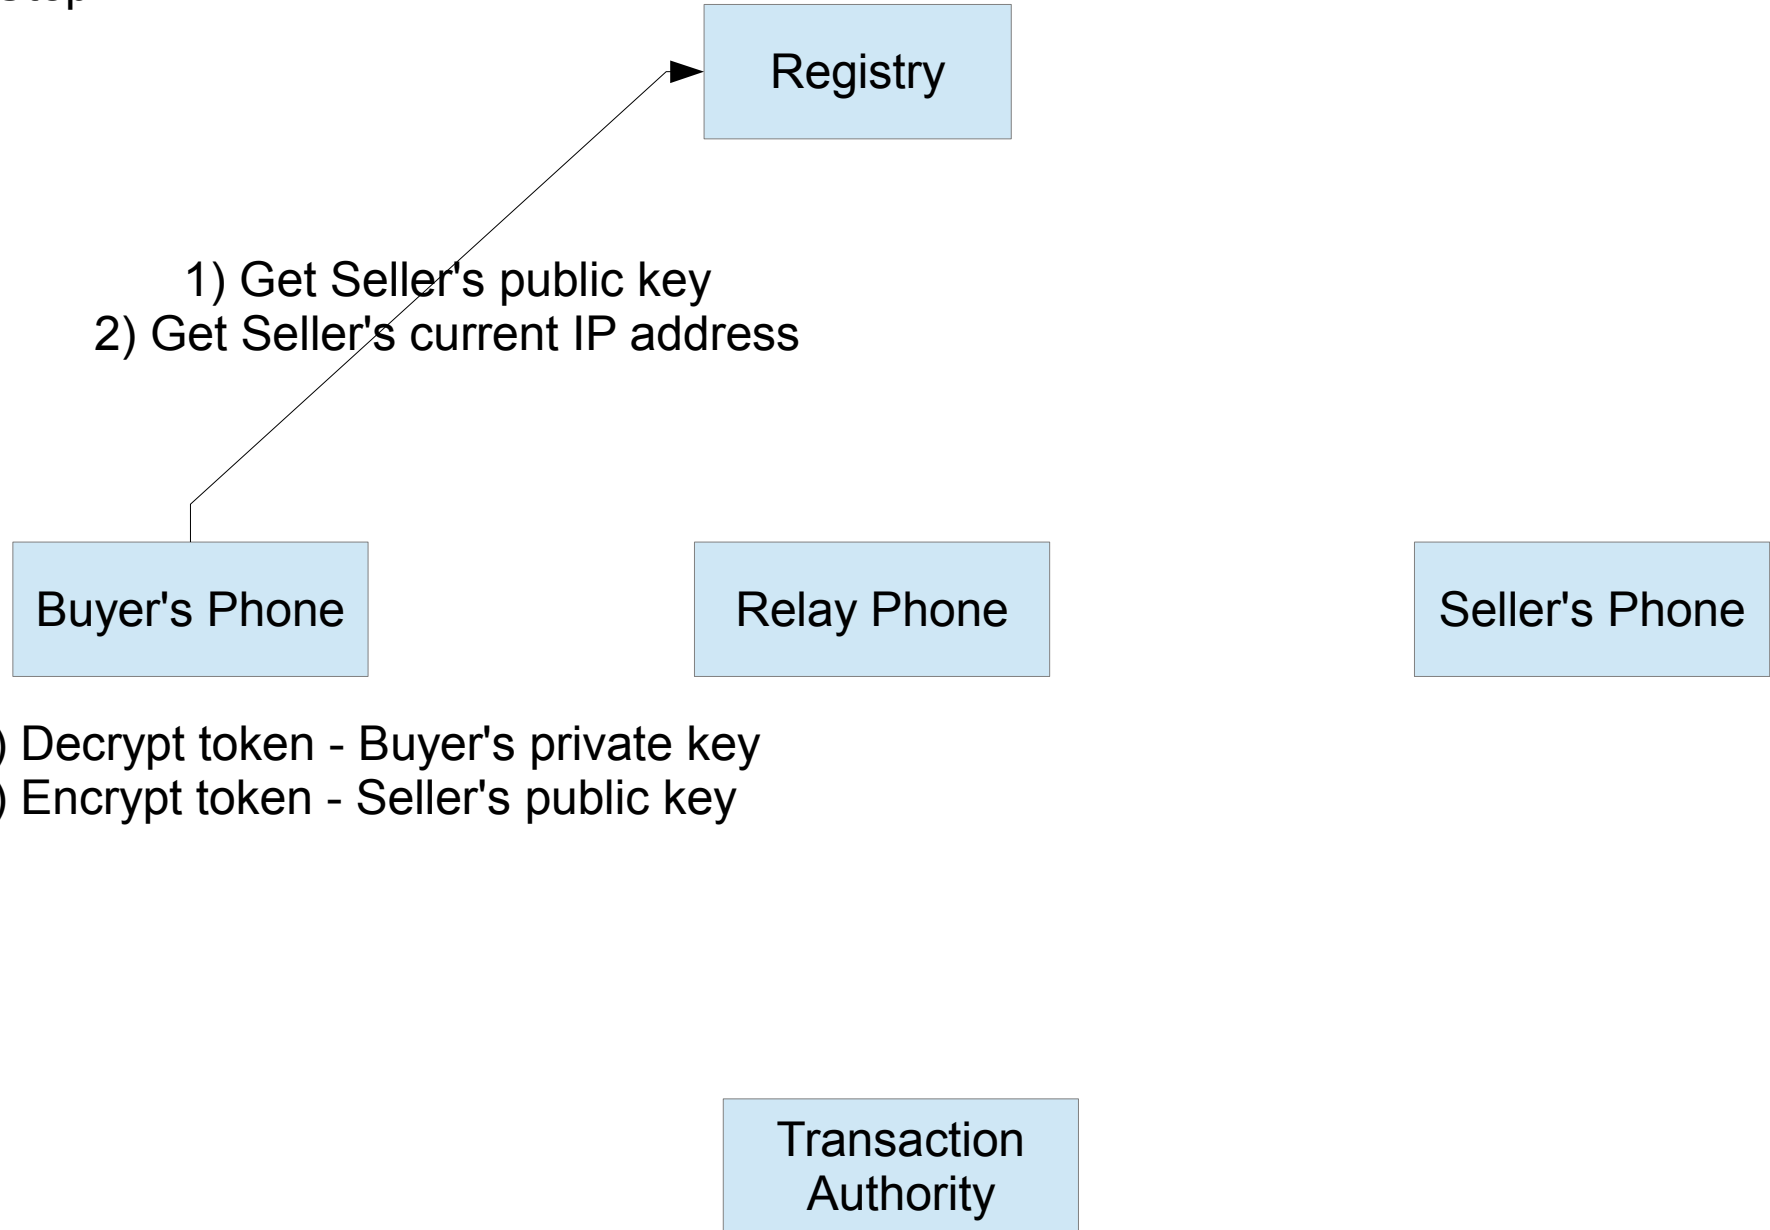 Registry
1) Get Seller's public key
2) Get Seller's current IP address
Buyer's Phone
Relay Phone
Seller's Phone
) Decrypt token - Buyer's private key
) Encrypt token - Seller's public key
Transaction
Authority